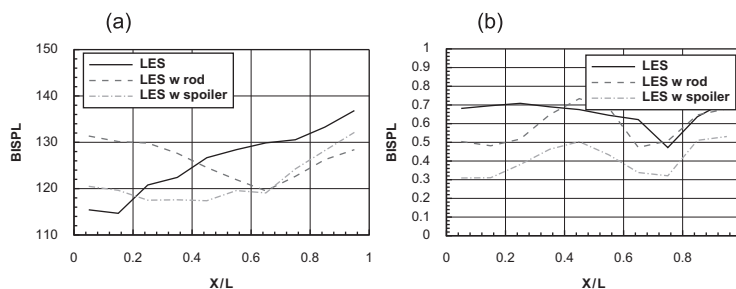 (a)
150
140
130
120
110
BISPL
LES
LES w rod
LES w spoiler
0
0.2
0.4
0.6
0.8
1
X/L
(b)
1
0.9
0.8
0.7
0.6
0.5
0.4
0.3
0.2
0.1
0
BISPL
LES
LES w rod
LES w spoiler
0
0.2
0.4
0.6
0.8
X/L